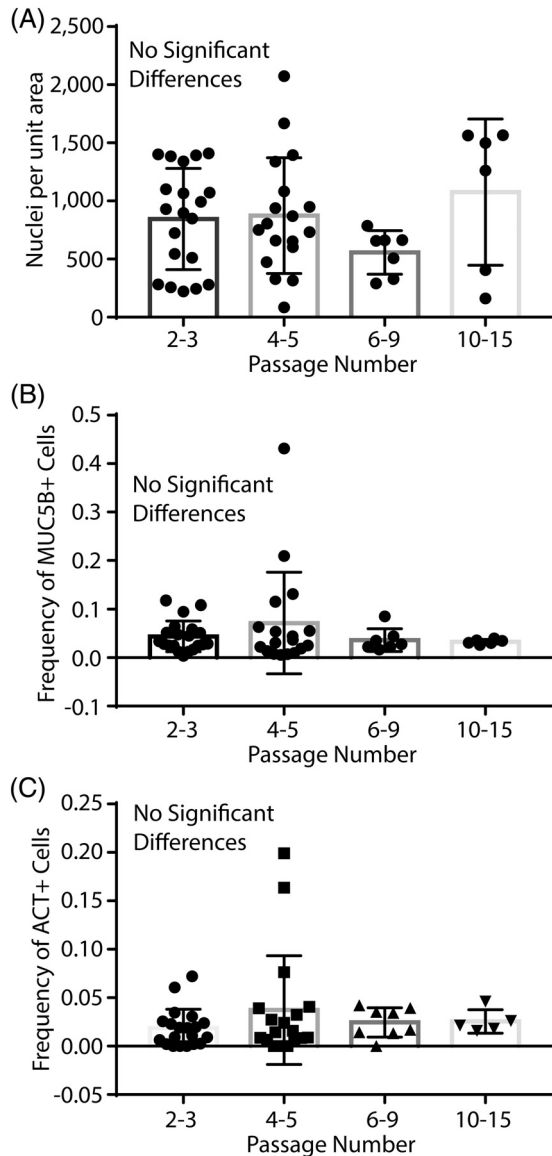 (A)
Nuclei per unit area
2,500
2,000
1,500
1,000
500
0
No Significant
Differences
2-3
4-5
6-9
10-15
Passage Number
(B)
Frequency of MUC5B+ Cells
0.5
0.4
0.3
0.2
0.1
0.0
-0.1
No Significant
Differences
2-3
4-5
6-9
10-15
Passage Number
(C)
Frequency of ACT+ Cells
0.25
0.20
0.15
0.10
0.05
0.00
-0.05
No Significant
Differences
2-3
4-5
6-9
10-15
Passage Number